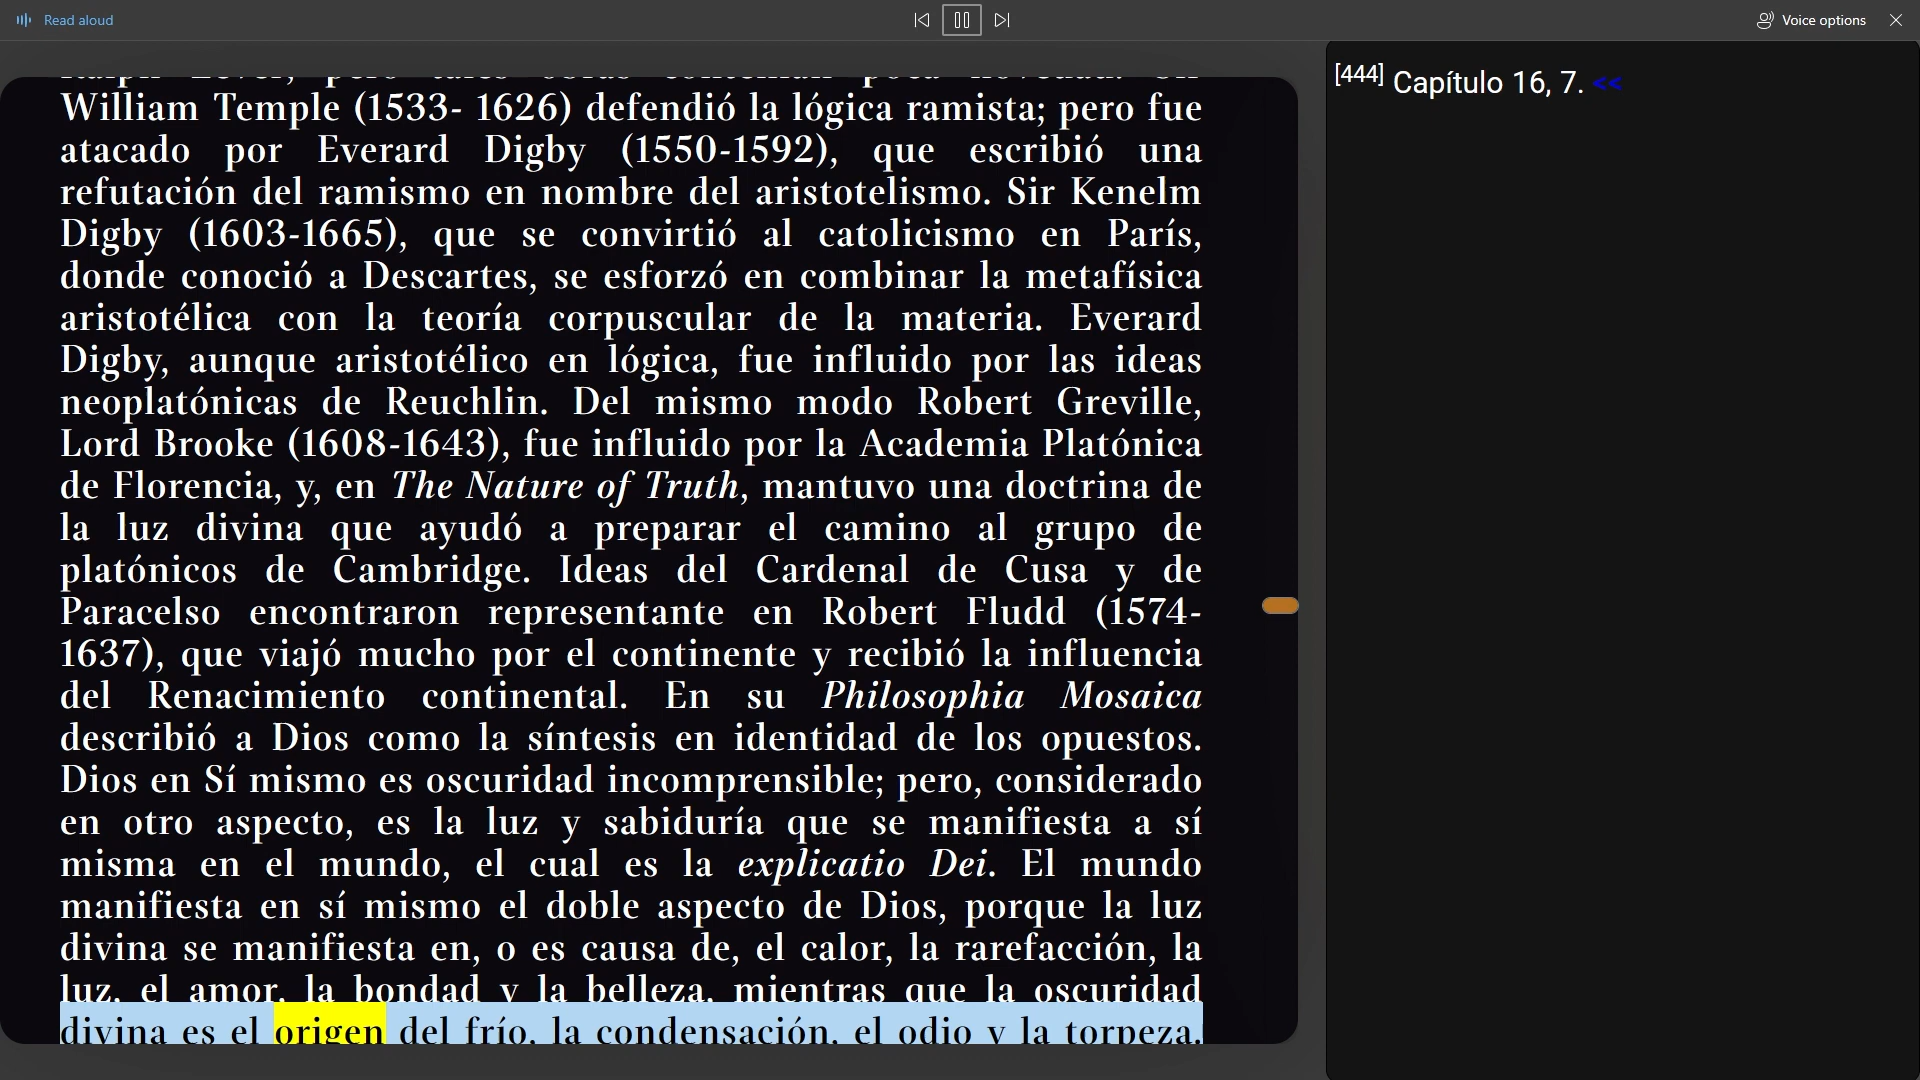 Read aloud
Voice options
William Temple (1533- 1626) defendió la lógica ramista; pero fue
atacado por Everard Digby (1550-1592), que escribió una
refutación del ramismo en nombre del aristotelismo. Sir Kenelm
Digby (1603-1665), que se convirtió al catolicismo en París,
donde conoció a Descartes, se esforzó en combinar la metafísica
aristotélica con la teoría corpuscular de la materia. Everard
Digby, aunque aristotélico en lógica, fue influido por las ideas
neoplatónicas de Reuchlin. Del mismo modo Robert Greville,
Lord Brooke (1608-1643), fue influido por la Academia Platónica
de Florencia, y, en The Nature of Truth, mantuvo una doctrina de
la luz divina que ayudó a preparar el camino al grupo de
platónicos de Cambridge. Ideas del Cardenal de Cusa y de
Paracelso encontraron representante en Robert Fludd (1574-
1637), que viajó mucho por el continente y recibió la influencia
del Renacimiento continental. En su Philosophia Mosaica
describió a Dios como la síntesis en identidad de los opuestos.
Dios en Sí mismo es oscuridad incomprensible; pero, considerado
en otro aspecto, es la luz y sabiduría que se manifiesta a sí
misma en el mundo, el cual es la explicatio Dei. El mundo
manifiesta en sí mismo el doble aspecto de Dios, porque la luz
divina se manifiesta en, o es causa de, el calor, la rarefacción, la
luz, el amor, la bondad y la belleza, mientras que la oscuridad
divina es el origen del frío, la condensación, el odio y la torpeza.
[444] Capítulo 16, 7. <<